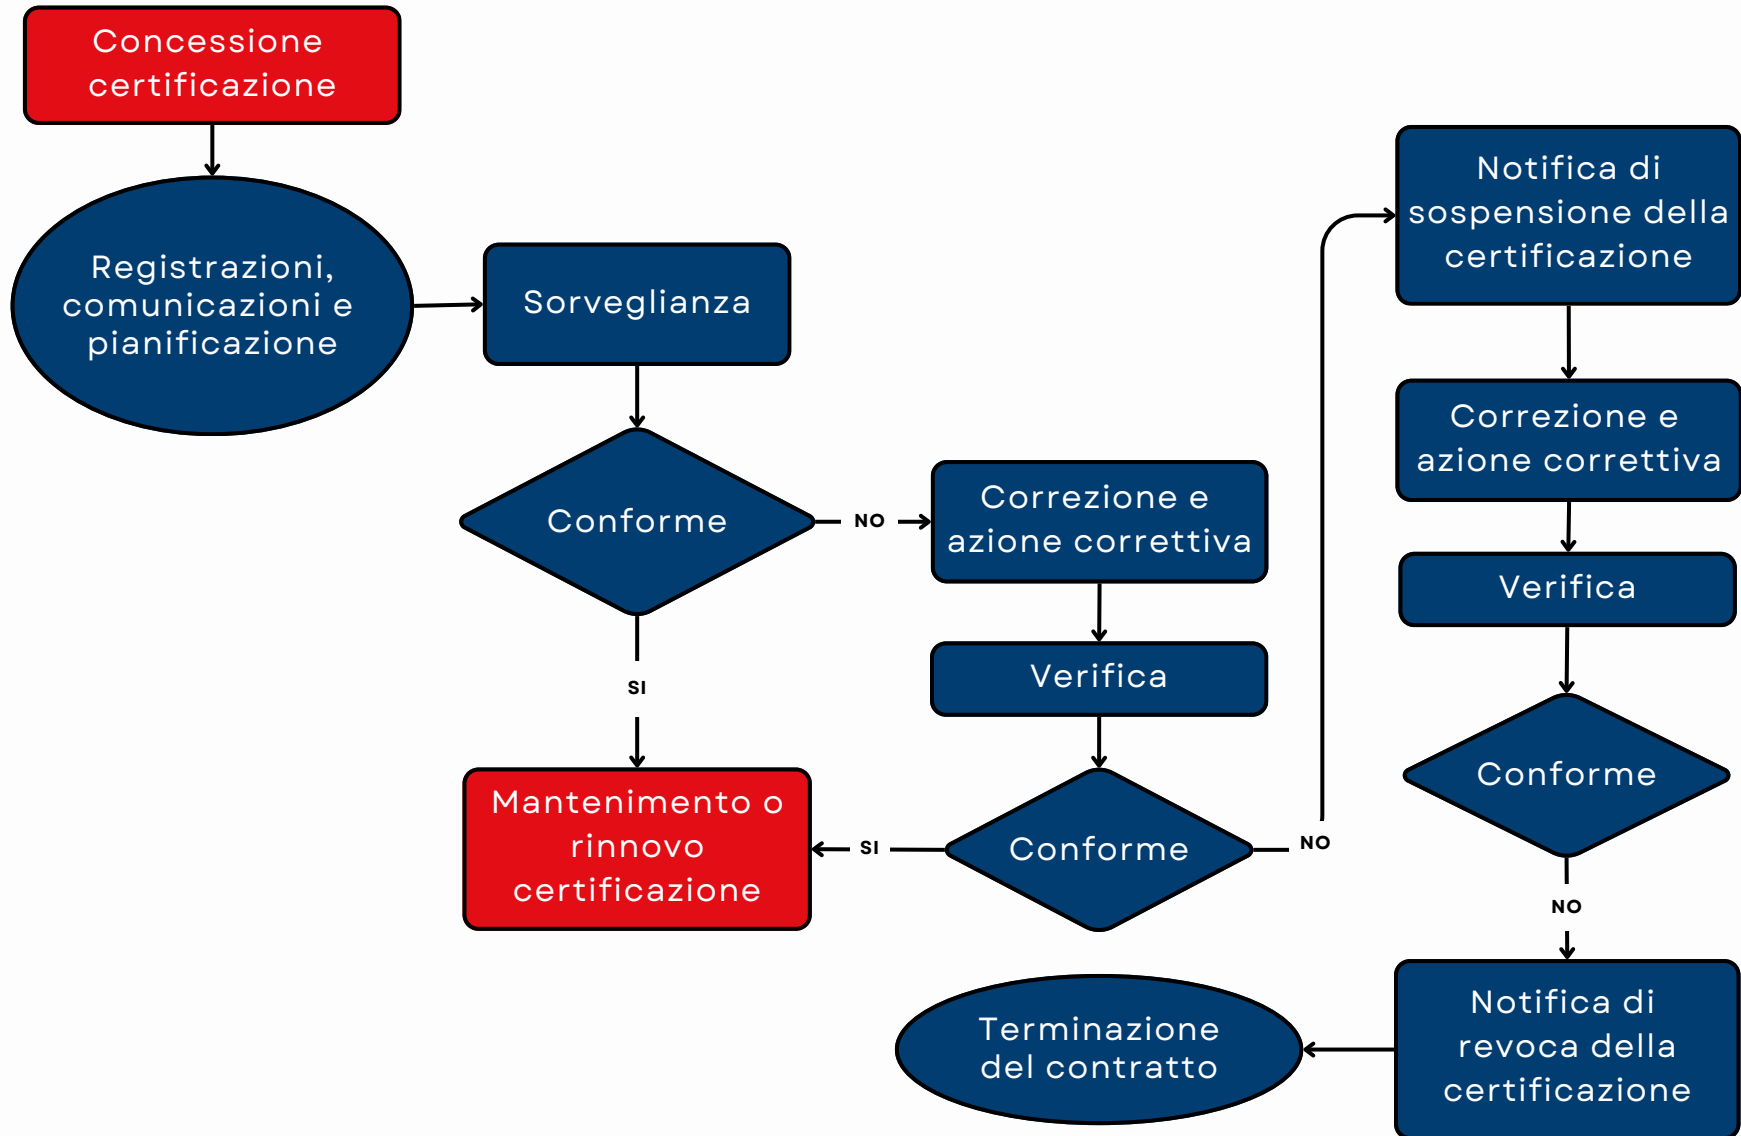 Concessione
certificazione
Registrazioni,
comunicazioni e
pianificazione
Sorveglianza
Conforme
NO
SI
Correzione e
azione correttiva
Verifica
Conforme
SI
Mantenimento o
rinnovo
certificazione
NO
Notifica di
sospensione della
certificazione
Correzione e
azione correttiva
Verifica
Conforme
NO
Notifica di
revoca della
certificazione
Terminazione
del contratto